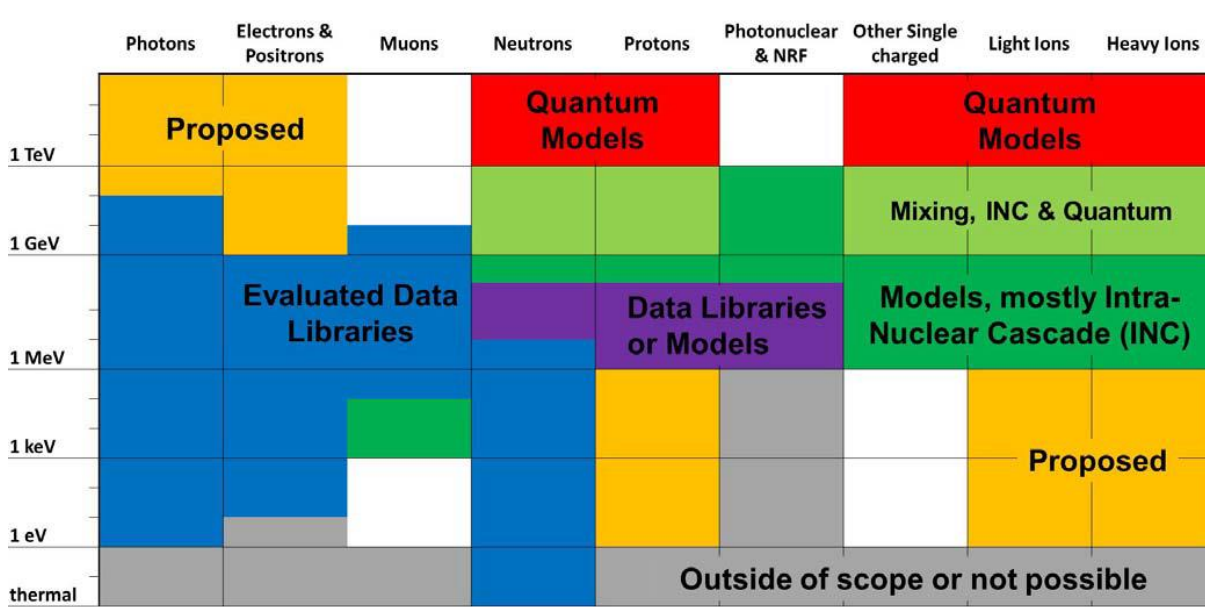 Photons
Electrons &
Positrons
Muons
Neutrons
Protons
Photonuclear
& NRF
Other Single
charged
Light Ions
Heavy Ions
Proposed
Quantum
Models
Quantum
Models
1 TeV
Mixing, INC & Quantum
1 GeV
Evaluated Data
Libraries
Data Libraries
or Models
Models, mostly Intra-
Nuclear Cascade (INC)
1 MeV
1 keV
Proposed
1 eV
Outside of scope or not possible
thermal